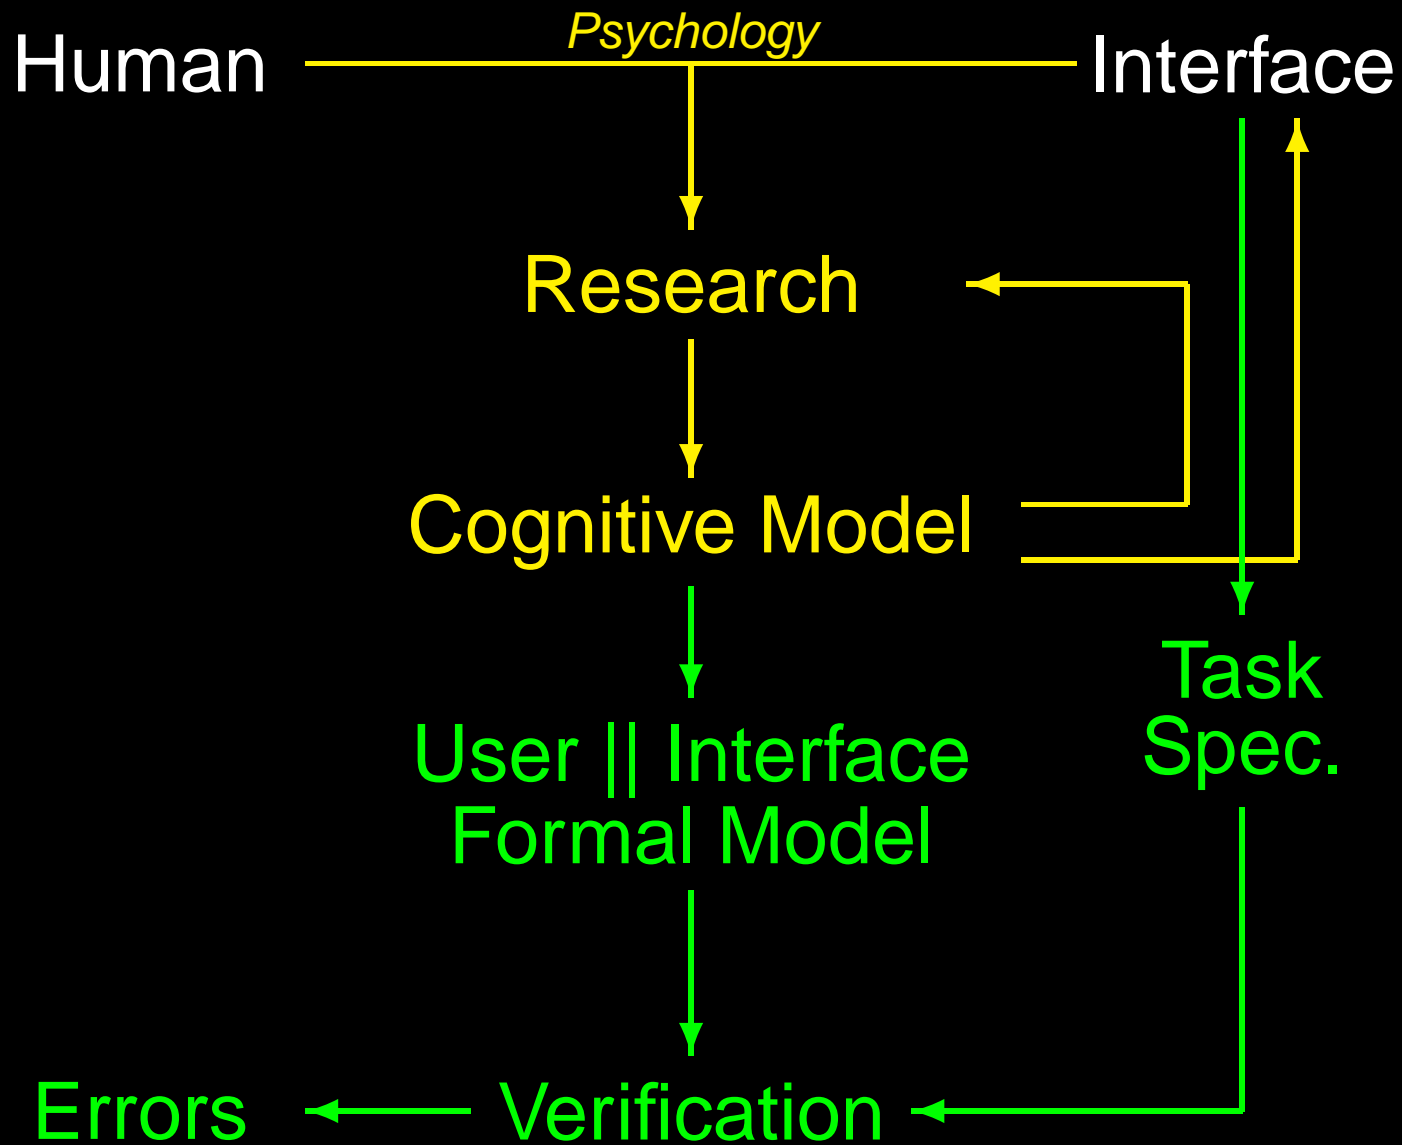 Psychology
Human
Interface
Research
Cognitive Model
Task
Spec.
User || Interface
Formal Model
Errors
Verification